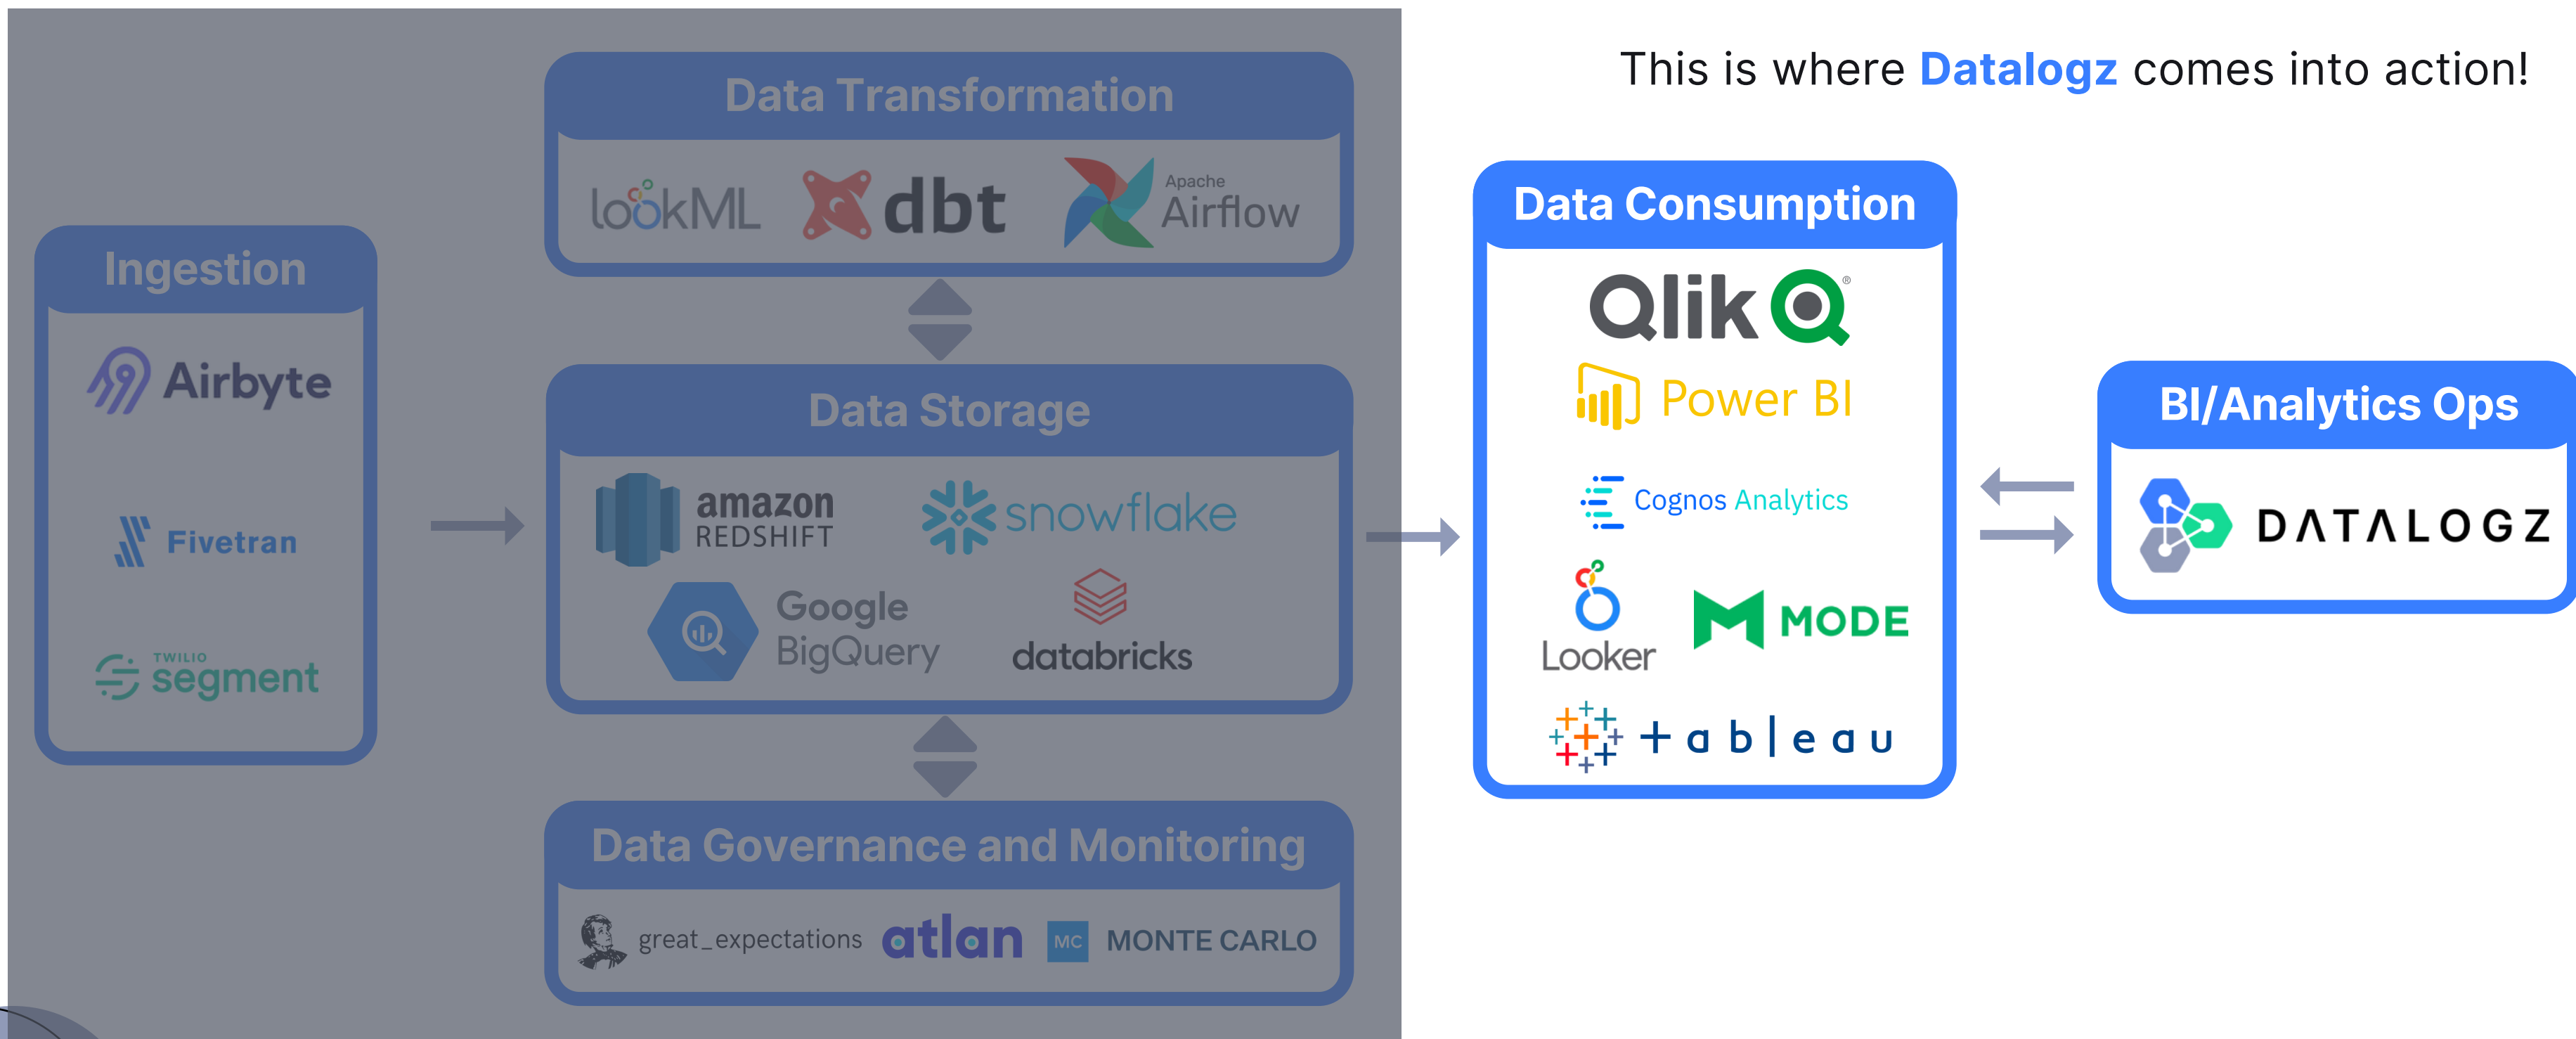 This is where Datalogz comes into action!
Ingestion
Airbyte
Fivetran
TWILIO
segment
Data Transformation
lookML
dbt
Apache
Airflow
Data Storage
amazon
REDSHIFT
snowflake
Google
BigQuery
databricks
Data Governance and Monitoring
great_expectations
atlan
MC MONTE CARLO
Data Consumption
Qlik ®
Power BI
Cognos Analytics
Looker
MODE
+ableau
BI/Analytics Ops
DATALOGZ